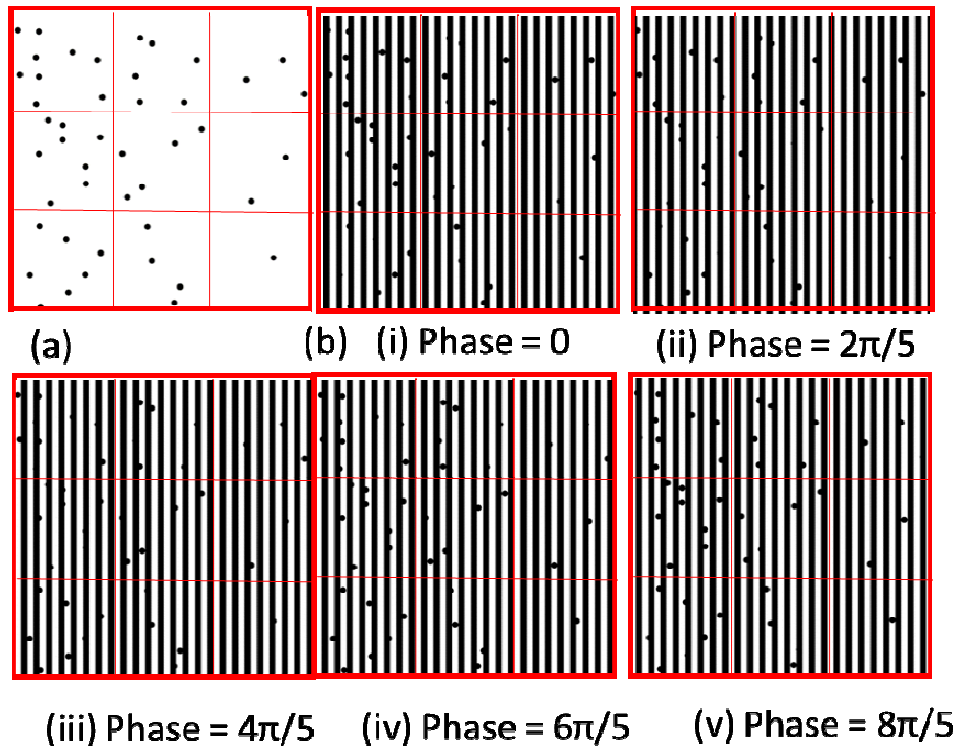 (a) (b) (i) Phase = 0 (ii) Phase = 2π/5
(iii) Phase = 4π/5 (iv) Phase = 6π/5 (v) Phase = 8π/5